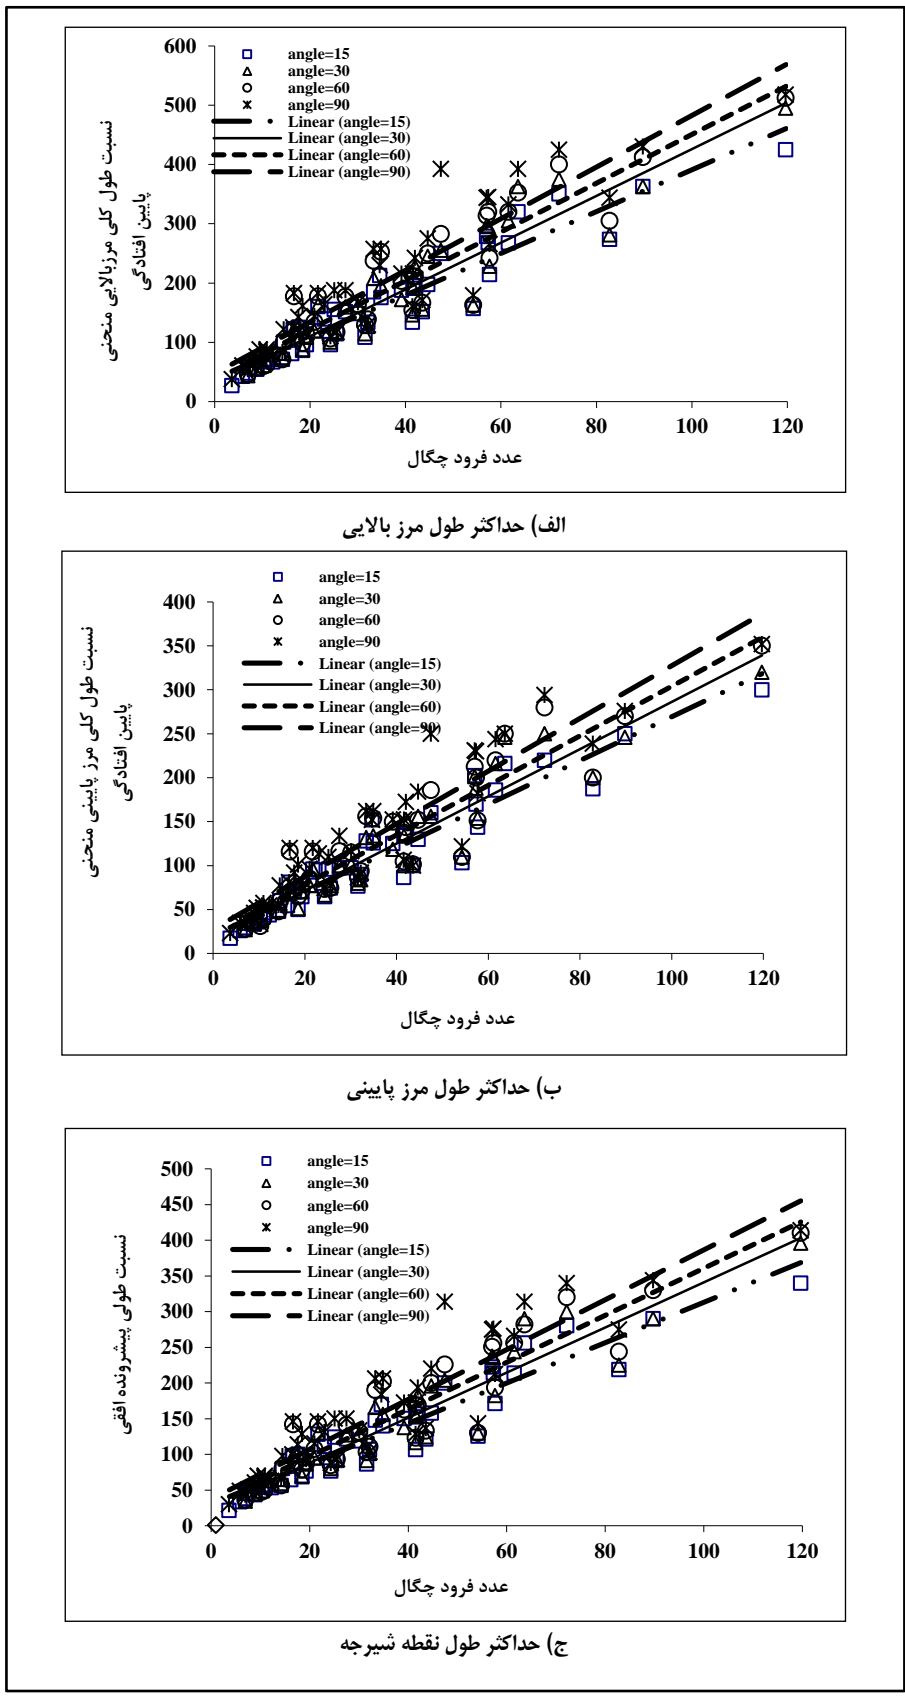 600
500
400
300
200
100
0
0 20 40 60 80 100 120
angle=15
angle=30
angle=60
angle=90
Linear (angle=15)
Linear (angle=30)
Linear (angle=60)
Linear (angle=90)
نسبت طول کلی مرزبالایی منحنی
پایین افتادگی
عدد فرود چگال
الف) حداکثر طول مرز بالایی
400
350
300
250
200
150
100
50
0
0 20 40 60 80 100 120
angle=15
angle=30
angle=60
angle=90
Linear (angle=15)
Linear (angle=30)
Linear (angle=60)
Linear (angle=90)
نسبت طول کلی مرز پایینی منحنی
پایین افتادگی
عدد فرود چگال
ب) حداکثر طول مرز پایینی
500
450
400
350
300
250
200
150
100
50
0
0 20 40 60 80 100 120
angle=15
angle=30
angle=60
angle=90
Linear (angle=15)
Linear (angle=30)
Linear (angle=60)
Linear (angle=90)
نسبت طولی پیشرونده افقی
عدد فرود چگال
ج) حداکثر طول نقطه شیرجه